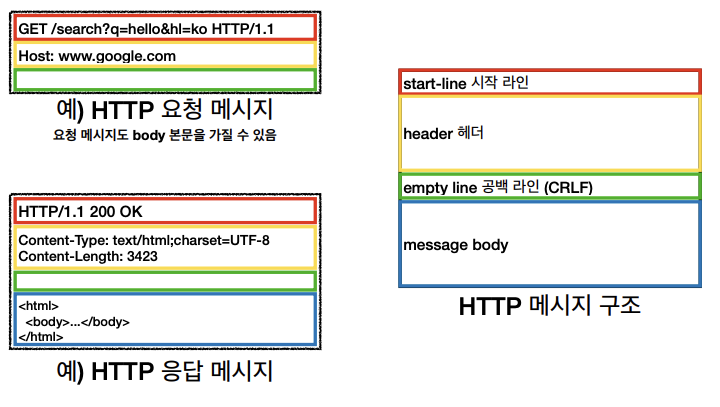 GET /search?q=hello&hl=ko HTTP/1.1
Host: www.google.com
예) HTTP 요청 메시지
요청 메시지도 body 본문을 가질 수 있음
HTTP/1.1 200 OK
Content-Type: text/html;charset=UTF-8
Content-Length: 3423
<html>
<body>...</body>
</html>
예) HTTP 응답 메시지
start-line 시작 라인
header 헤더
empty line 공백 라인 (CRLF)
message body
HTTP 메시지 구조